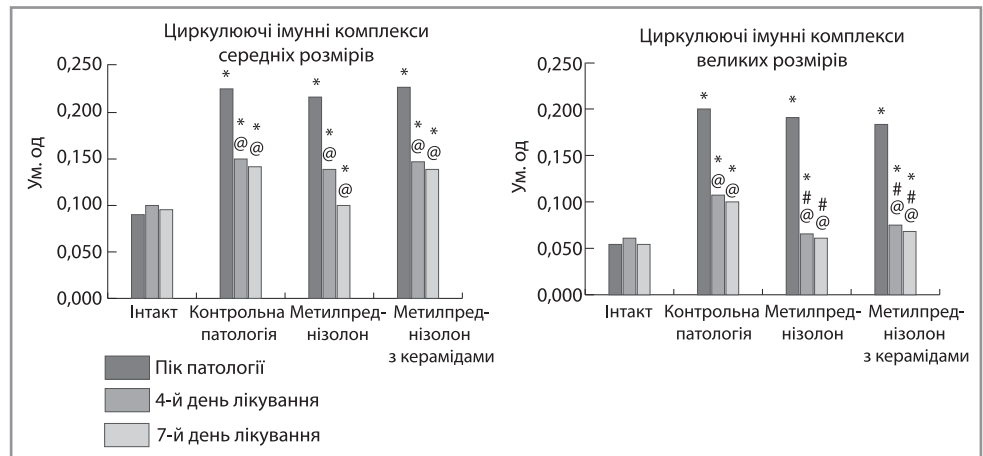 Циркулюючі імунні комплекси
середніх розмірів
Ум. од
0,250
0,200
0,150
0,100
0,050
0,000
*
*
@
*
@
*
*
@
*
@
*
*
@
*
@
Інтакт
Контрольна
патологія
Метилпред-
нізолон
Метилпред-
нізолон
з керамідами
Циркулюючі імунні комплекси
великих розмірів
Ум. од
0,250
0,200
0,150
0,100
0,050
0,000
*
*
@
*
@
*
*
#
@
#
@
*
*
#
@
*
#
@
Інтакт
Контрольна
патологія
Метилпред-
нізолон
Метилпред-
нізолон
з керамідами
Пік патології
4-й день лікування
7-й день лікування